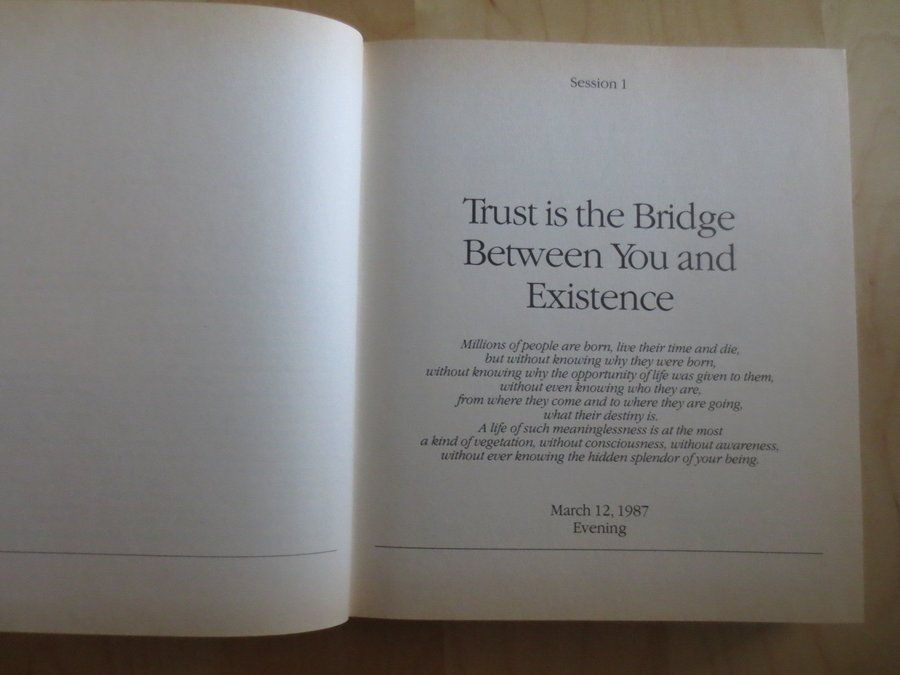 Session 1
Trust is the Bridge
Between You and
Existence
Millions of people are born, live their time and die,
but without knowing why they were born,
without knowing why the opportunity of life was given to them,
without even knowing who they are,
from where they come and to where they are going,
what their destiny is.
A life of such meaninglessness is at the most
a kind of vegetation, without consciousness, without awareness,
without ever knowing the hidden splendor of your being.
March 12, 1987
Evening